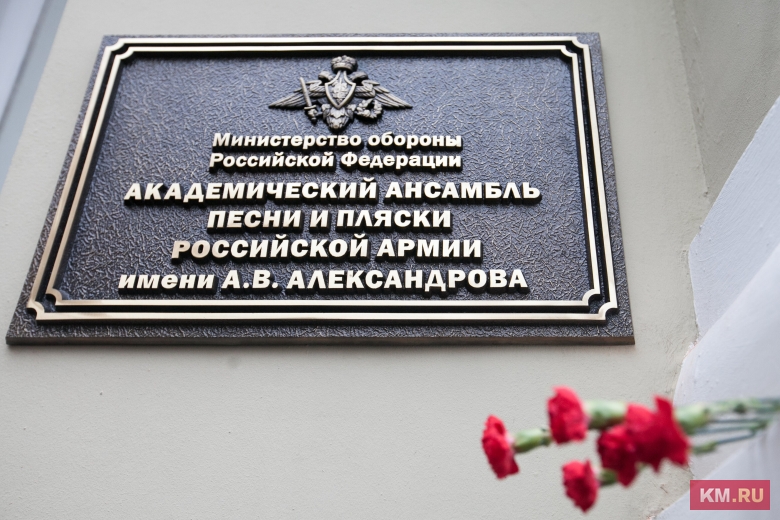 Министерство обороны
Российской Федерации
АКАДЕМИЧЕСКИЙ АНСАМБЛЬ
ПЕСНИ И ПЛЯСКИ
РОССИЙСКОЙ АРМИИ
имени А.В. АЛЕКСАНДРОВА
KM.RU